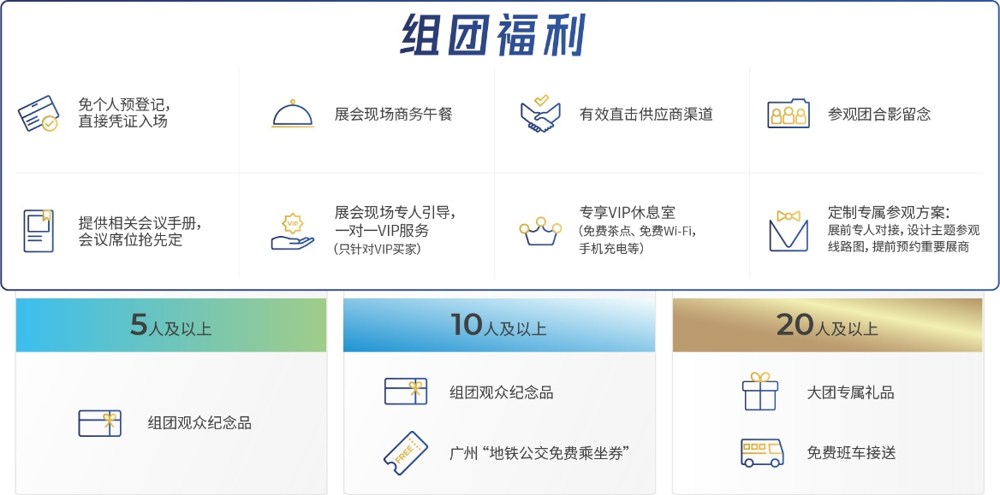 组团福利
免个人预登记，
直接凭证入场
展会现场商务午餐
有效直击供应商渠道
参观团合影留念
提供相关会议手册，
会议席位抢先定
VIP
展会现场专人引导，
一对一VIP服务
（只针对VIP买家）
专享VIP休息室
（免费茶点、免费Wi-Fi，
手机充电等）
定制专属参观方案：
展前专人对接，设计主题参观
线路图，提前预约重要展商
5人及以上
10人及以上
20人及以上
组团观众纪念品
组团观众纪念品
FREE
广州“地铁公交免费乘坐券”
大团专属礼品
免费班车接送